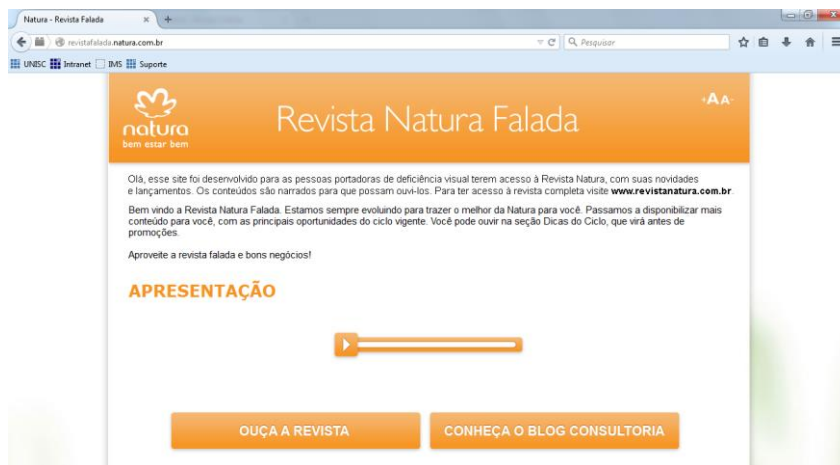 Natura - Revista Falada
revistafalada.natura.com.br
Pesquisar
UNISC Intranet IMS Suporte
natura
bem estar bem
Revista Natura Falada
+AA-
Olá, esse site foi desenvolvido para as pessoas portadoras de deficiência visual terem acesso à Revista Natura, com suas novidades
e lançamentos. Os conteúdos são narrados para que possam ouvi-los. Para ter acesso à revista completa visite www.revistanatura.com.br.
Bem vindo a Revista Natura Falada. Estamos sempre evoluindo para trazer o melhor da Natura para você. Passamos a disponibilizar mais
conteúdo para você, com as principais oportunidades do ciclo vigente. Você pode ouvir na seção Dicas do Ciclo, que virá antes de
promoções.
Aproveite a revista falada e bons negócios!
APRESENTAÇÃO
OUÇA A REVISTA
CONHEÇA O BLOG CONSULTORIA